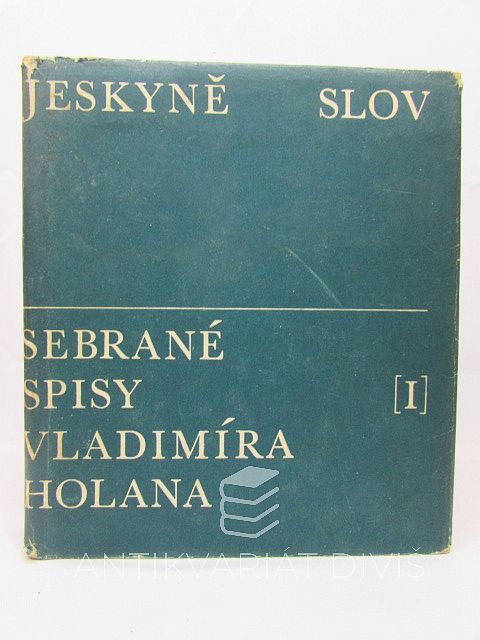 JESKYNĚ SLOV
SEBRANÉ
SPISY [I]
VLADIMÍRA
HOLANA
ANTIKVARIÁT DIVIŠ